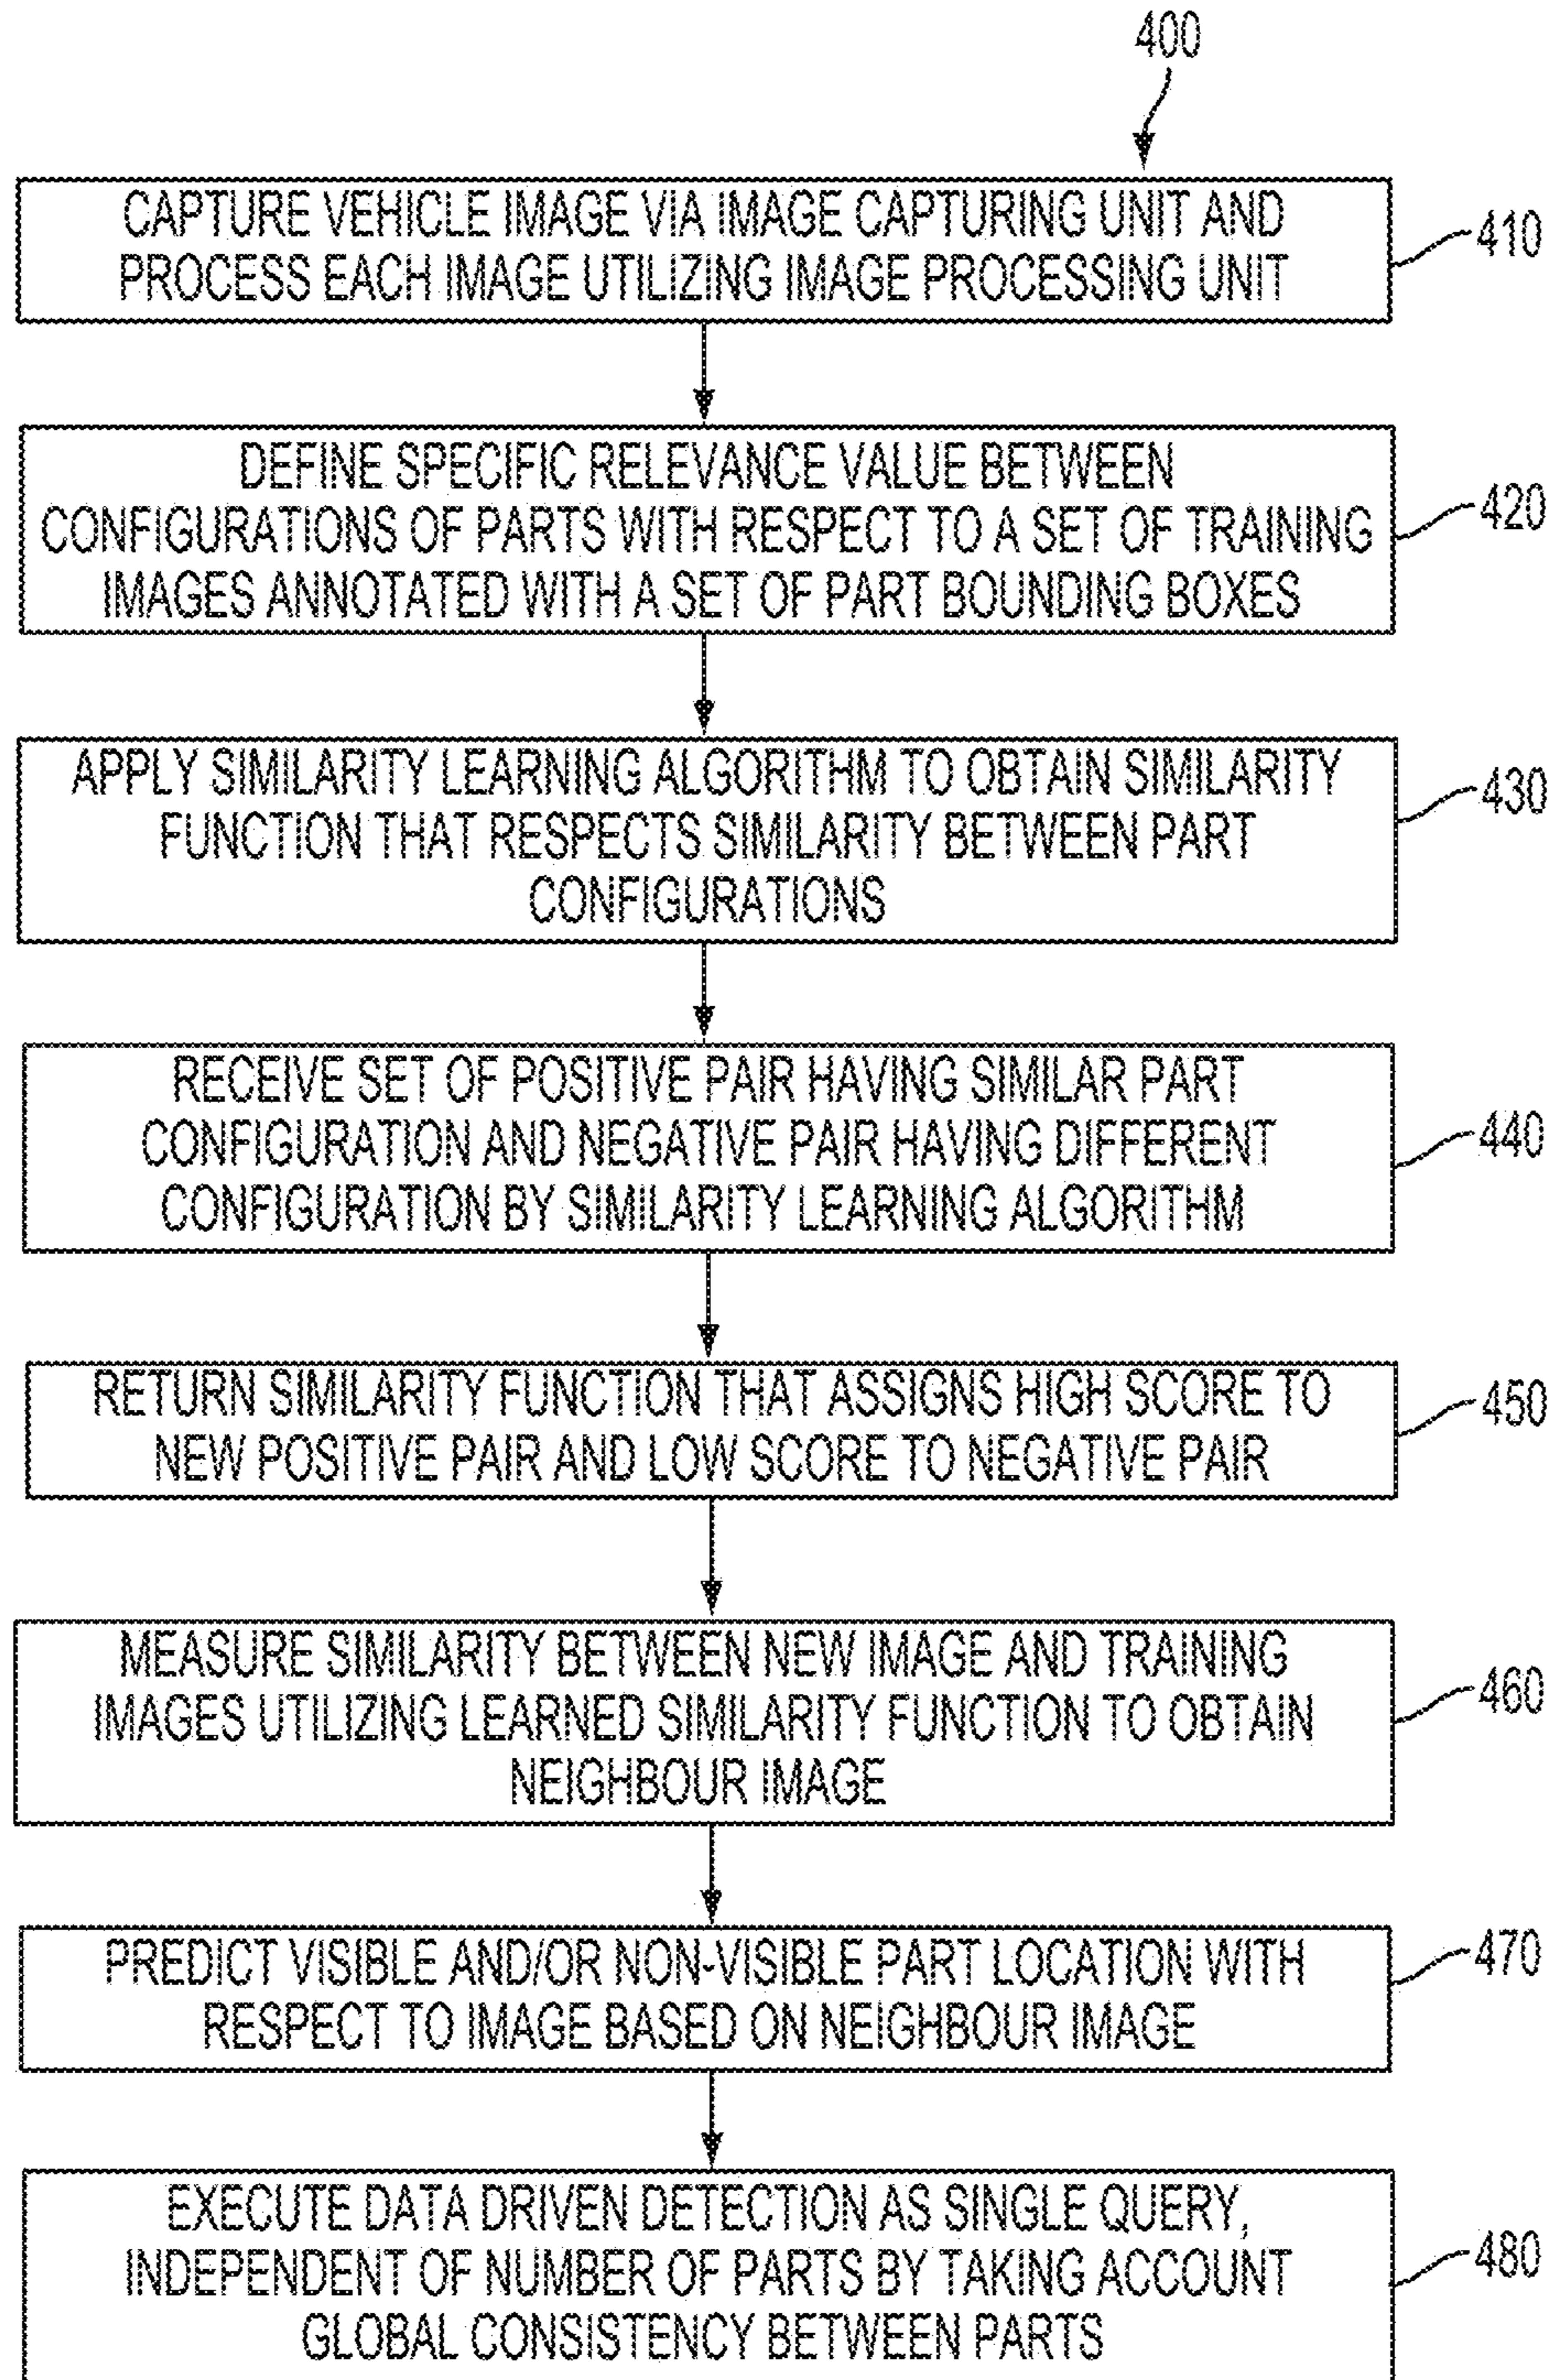 400
CAPTURE VEHICLE IMAGE VIA IMAGE CAPTURING UNIT AND
PROCESS EACH IMAGE UTILIZING IMAGE PROCESSING UNIT
410
DEFINE SPECIFIC RELEVANCE VALUE BETWEEN
CONFIGURATIONS OF PARTS WITH RESPECT TO A SET OF TRAINING
IMAGES ANNOTATED WITH A SET OF PART BOUNDING BOXES
420
APPLY SIMILARITY LEARNING ALGORITHM TO OBTAIN SIMILARITY
FUNCTION THAT RESPECTS SIMILARITY BETWEEN PART
CONFIGURATIONS
430
RECEIVE SET OF POSITIVE PAIR HAVING SIMILAR PART
CONFIGURATION AND NEGATIVE PAIR HAVING DIFFERENT
CONFIGURATION BY SIMILARITY LEARNING ALGORITHM
440
RETURN SIMILARITY FUNCTION THAT ASSIGNS HIGH SCORE TO
NEW POSITIVE PAIR AND LOW SCORE TO NEGATIVE PAIR
450
MEASURE SIMILARITY BETWEEN NEW IMAGE AND TRAINING
IMAGES UTILIZING LEARNED SIMILARITY FUNCTION TO OBTAIN
NEIGHBOUR IMAGE
460
PREDICT VISIBLE AND/OR NON-VISIBLE PART LOCATION WITH
RESPECT TO IMAGE BASED ON NEIGHBOUR IMAGE
470
EXECUTE DATA DRIVEN DETECTION AS SINGLE QUERY,
INDEPENDENT OF NUMBER OF PARTS BY TAKING ACCOUNT
GLOBAL CONSISTENCY BETWEEN PARTS
480